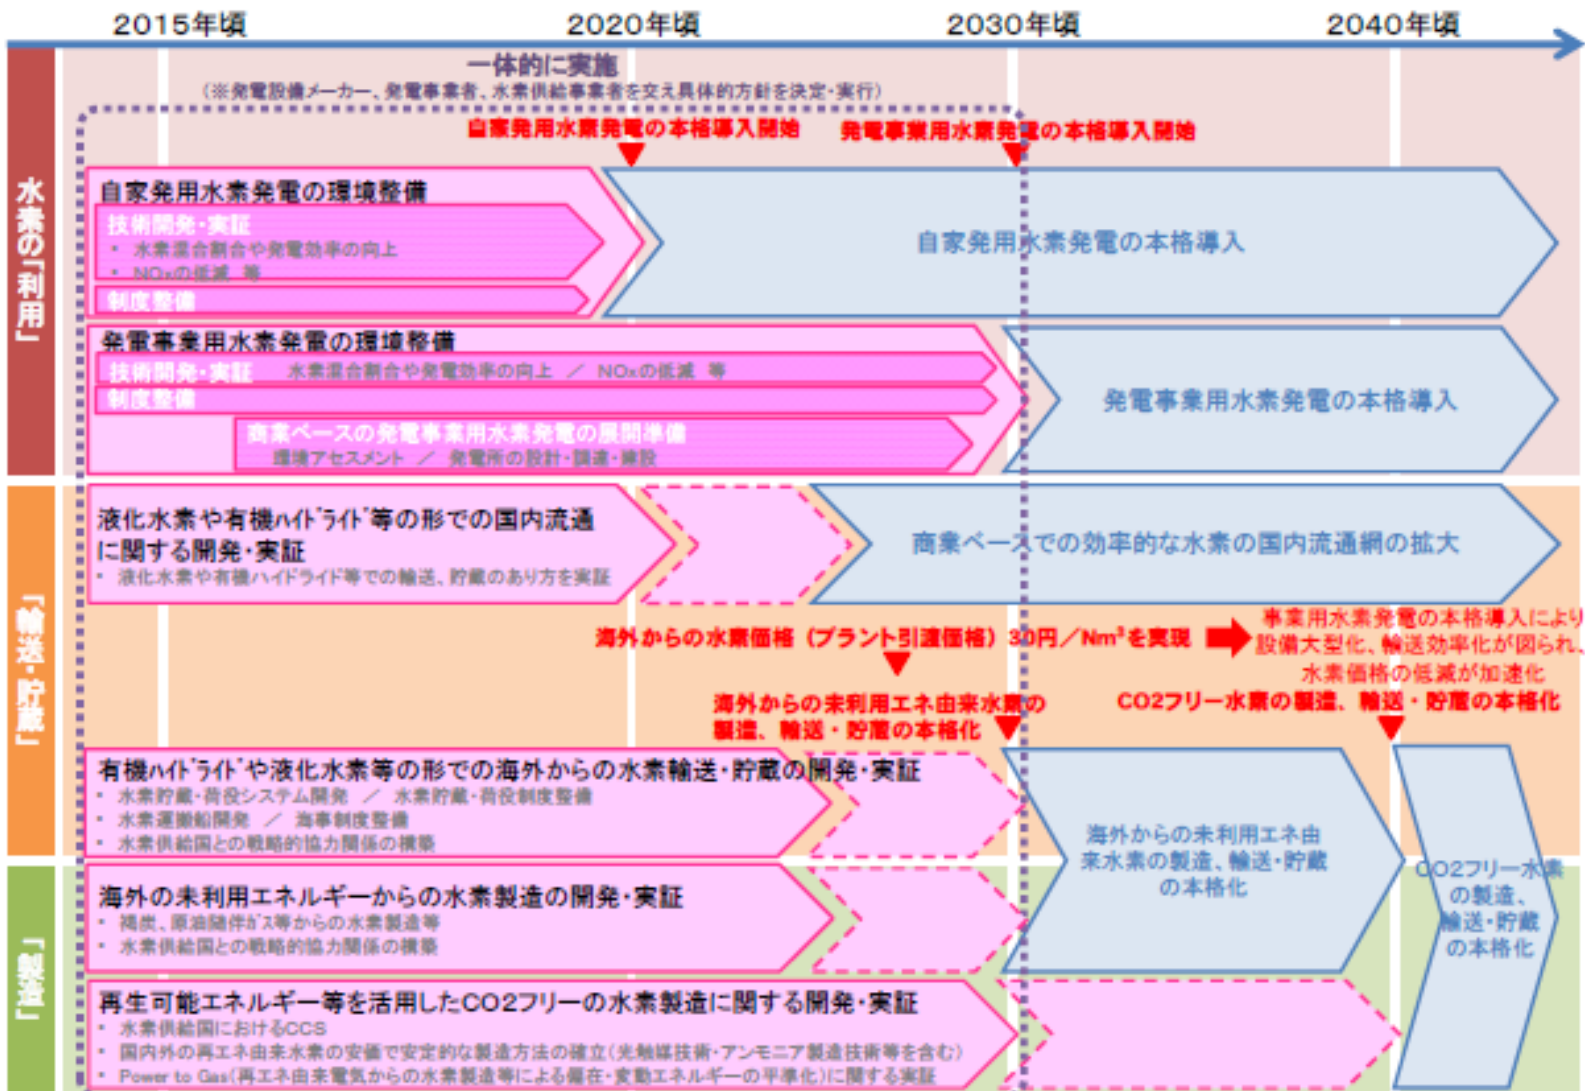 2015年頃
2020年頃
2030年頃
2040年頃
一体的に実施
（※発電設備メーカー、発電事業者、水素供給事業者を交え具体的方針を決定・実行）
自家発用水素発電の本格導入開始
発電事業用水素発電の本格導入開始
水素の「利用」
自家発用水素発電の環境整備
技術開発・実証
・ 水素混合割合や発電効率の向上
・ NOxの低減 等
制度整備
自家発用水素発電の本格導入
発電事業用水素発電の環境整備
技術開発・実証 水素混合割合や発電効率の向上 ／ NOxの低減 等
制度整備
商業ベースの発電事業用水素発電の展開準備
環境アセスメント ／ 発電所の設計・調達・建設
発電事業用水素発電の本格導入
「輸送・貯蔵」
液化水素や有機ﾊｲﾄﾞﾗｲﾄﾞ等の形での国内流通
に関する開発・実証
・ 液化水素や有機ハイドライド等での輸送、貯蔵のあり方を実証
商業ベースでの効率的な水素の国内流通網の拡大
海外からの水素価格（プラント引渡価格）30円／Nm³を実現
事業用水素発電の本格導入により
設備大型化、輸送効率化が図られ、
水素価格の低減が加速化
海外からの未利用エネ由来水素の
製造、輸送・貯蔵の本格化
CO2フリー水素の製造、輸送・貯蔵の本格化
有機ﾊｲﾄﾞﾗｲﾄﾞや液化水素等の形での海外からの水素輸送・貯蔵の開発・実証
・ 水素貯蔵・荷役システム開発 ／ 水素貯蔵・荷役制度整備
・ 水素運搬船開発 ／ 海事制度整備
・ 水素供給国との戦略的協力関係の構築
海外からの未利用エネ由
来水素の製造、輸送・貯蔵
の本格化
CO2フリー水素
の製造、
輸送・貯蔵
の本格化
「製造」
海外の未利用エネルギーからの水素製造の開発・実証
・ 褐炭、原油随伴ｶﾞｽ等からの水素製造等
・ 水素供給国との戦略的協力関係の構築
再生可能エネルギー等を活用したCO2フリーの水素製造に関する開発・実証
・ 水素供給国におけるCCS
・ 国内外の再エネ由来水素の安価で安定的な製造方法の確立（光触媒技術・アンモニア製造技術等を含む）
・ Power to Gas（再エネ由来電気からの水素製造等による偏在・変動エネルギーの平準化）に関する実証